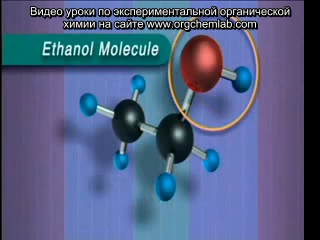 Видео уроки по экспериментальной органической
химии на сайте www.orgchemlab.com
Ethanol Molecule